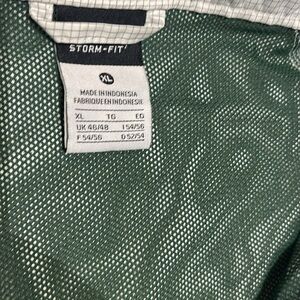 STORM-FIT
XL
MADE IN INDONESIA
FABRIQUÉ EN INDONESIE
XL TG EG
UK 46/48 I 54/56
F 54/56 D 52/54